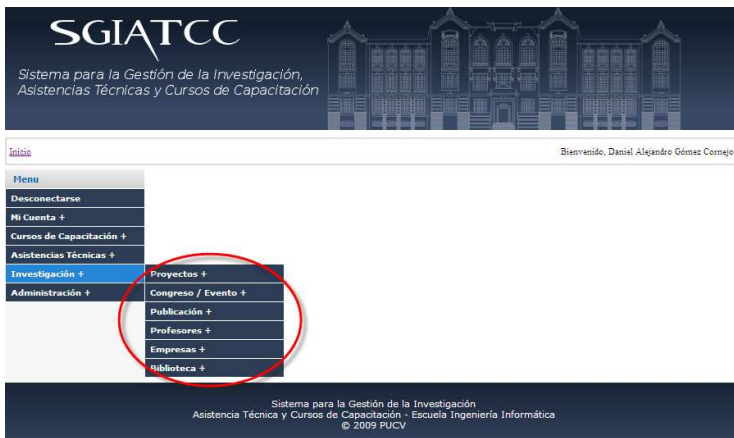 SGIATCC
Sistema para la Gestión de la Investigación,
Asistencias Técnicas y Cursos de Capacitación
Inicio
Bienvenido, Daniel Alejandro Gómez Cornejo
Menu
Desconectarse
Mi Cuenta +
Cursos de Capacitación +
Asistencias Técnicas +
Investigación +
Administración +
Proyectos +
Congreso / Evento +
Publicación +
Profesores +
Empresas +
Biblioteca +
Sistema para la Gestión de la Investigación
Asistencia Técnica y Cursos de Capacitación - Escuela Ingeniería Informática
© 2009 PUCV